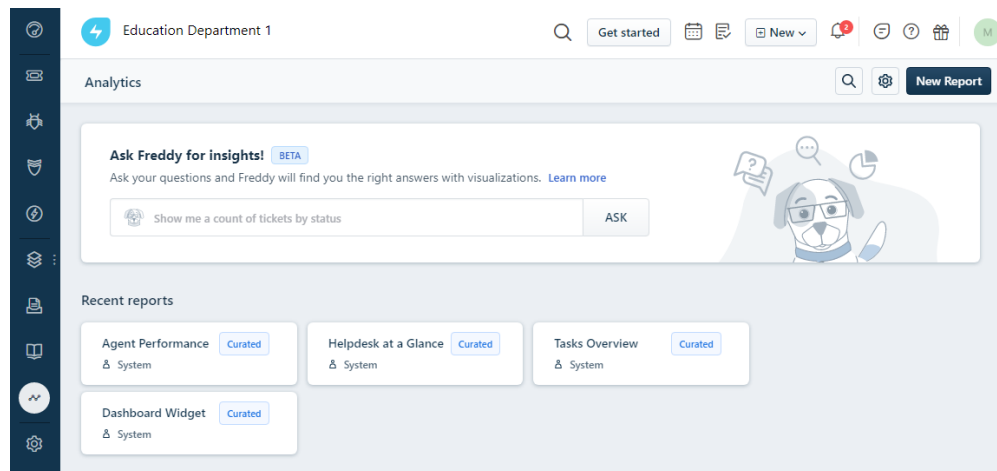 Education Department 1
Get started
New
2
M
Analytics
New Report
Ask Freddy for insights! BETA
Ask your questions and Freddy will find you the right answers with visualizations. Learn more
Show me a count of tickets by status
ASK
Recent reports
Agent Performance Curated
System
Helpdesk at a Glance Curated
System
Tasks Overview Curated
System
Dashboard Widget Curated
System